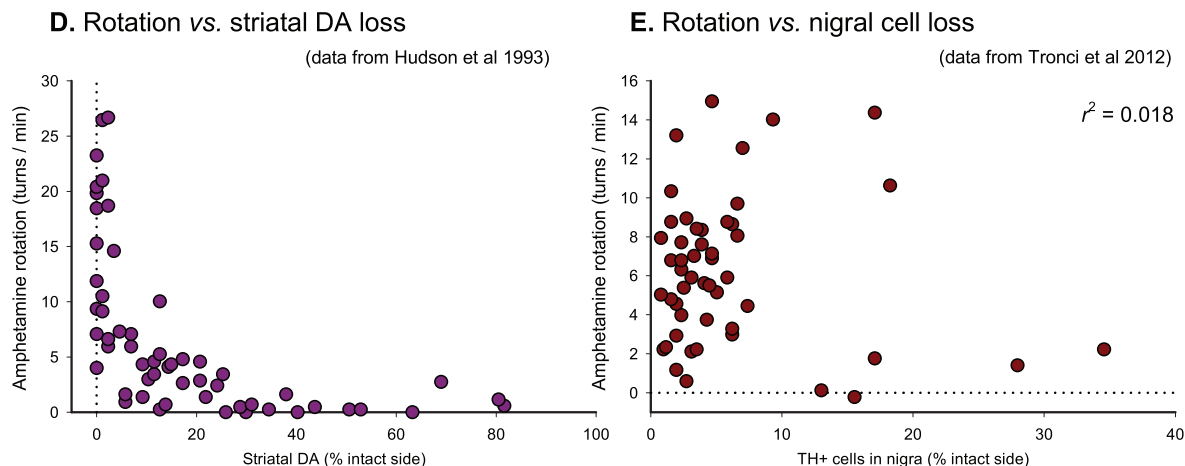 D. Rotation vs. striatal DA loss
(data from Hudson et al 1993)
Amphetamine rotation (turns / min)
30
25
20
15
10
5
0
0 20 40 60 80 100
Striatal DA (% intact side)
E. Rotation vs. nigral cell loss
(data from Tronci et al 2012)
r² = 0.018
Amphetamine rotation (turns / min)
16
14
12
10
8
6
4
2
0
0 10 20 30 40
TH+ cells in nigra (% intact side)